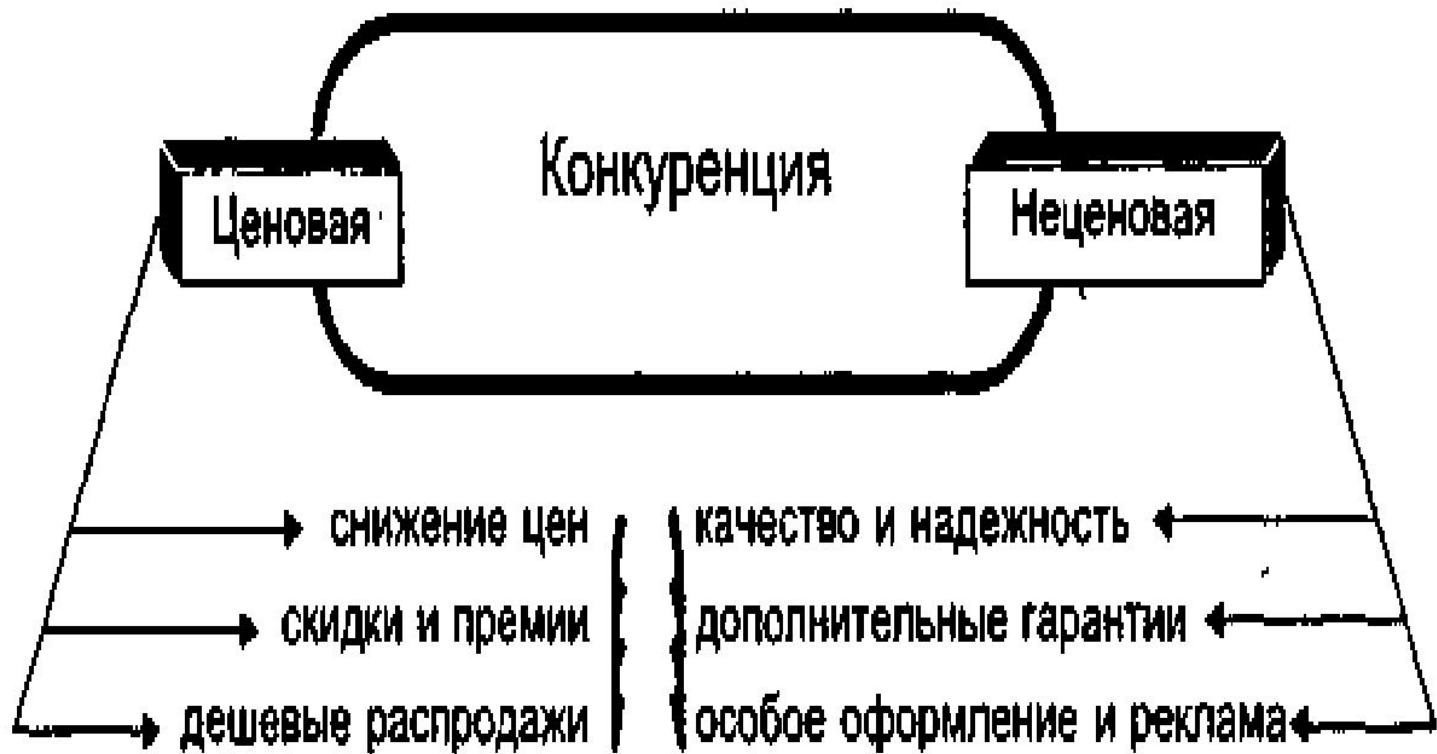 Конкуренция
Ценовая
Неценовая
снижение цен
качество и надежность
скидки и премии
дополнительные гарантии
дешевые распродажи
особое оформление и реклама